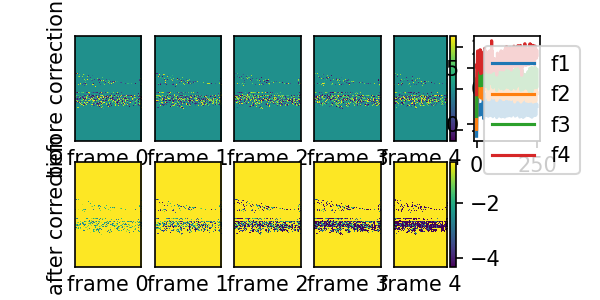 before correction
frame 0
frame 1
frame 2
frame 3
frame 4
5
0
0
250
f1
f2
f3
f4
after correction
frame 0
frame 1
frame 2
frame 3
frame 4
−2
−4